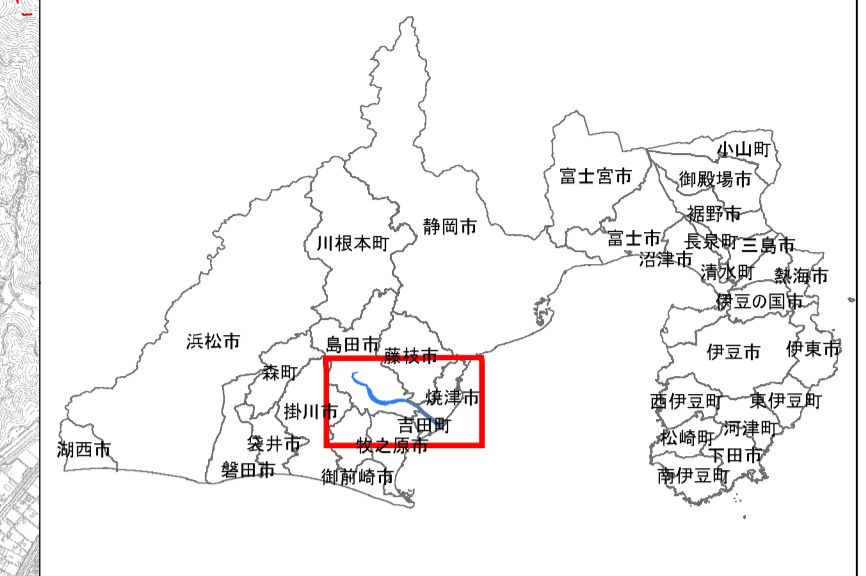 小山町
富士宮市
御殿場市
裾野市
静岡市
富士市
長泉町
三島市
川根本町
沼津市
清水町
熱海市
伊豆の国市
浜松市
島田市
藤枝市
伊豆市
伊東市
森町
焼津市
西伊豆町
東伊豆町
掛川市
吉田町
河津町
松崎町
湖西市
袋井市
牧之原市
下田市
磐田市
御前崎市
南伊豆町